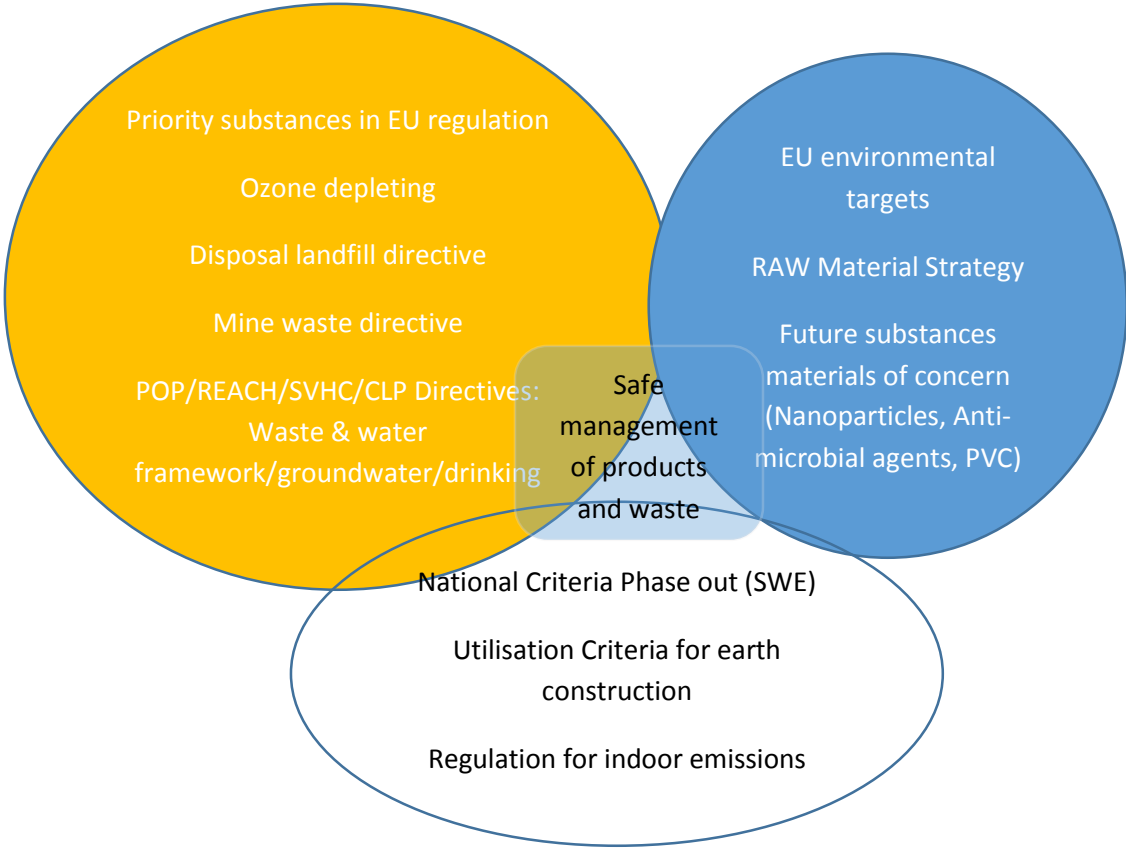 Priority substances in EU regulation
Ozone depleting
Disposal landfill directive
Mine waste directive
POP/REACH/SVHC/CLP Directives:
Waste & water
framework/groundwater/drinking
EU environmental
targets
RAW Material Strategy
Future substances
materials of concern
(Nanoparticles, Anti-
microbial agents, PVC)
Safe
management
of products
and waste
National Criteria Phase out (SWE)
Utilisation Criteria for earth
construction
Regulation for indoor emissions